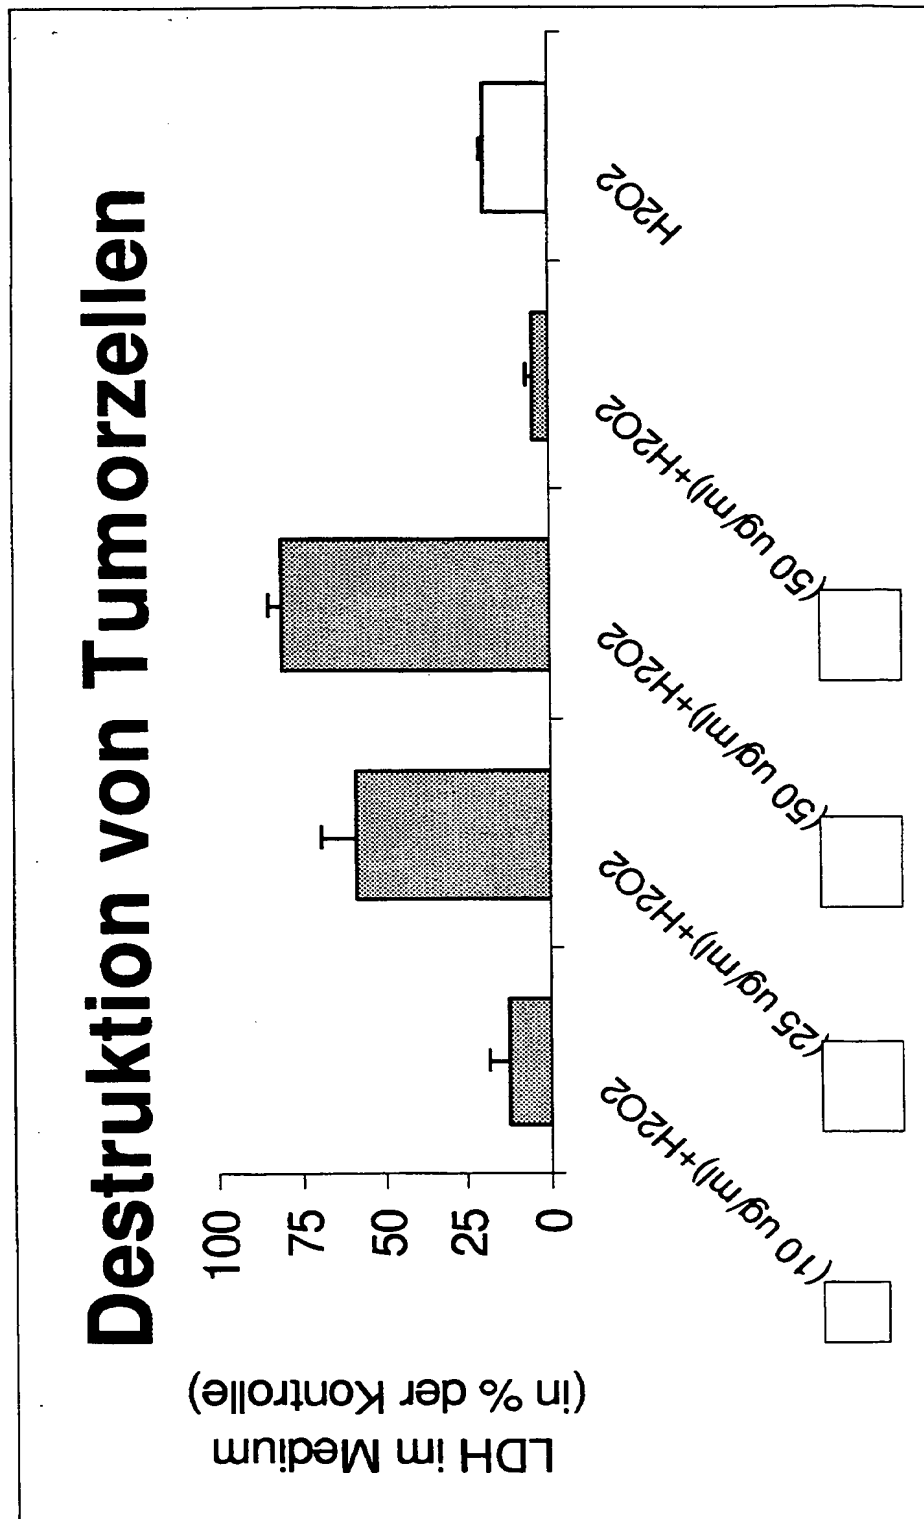 Destruktion von Tumorzellen
LDH im Medium
(in % der Kontrolle)
100
75
50
25
0
(10 ug/ml)+H2O2
(25 ug/ml)+H2O2
(50 ug/ml)+H2O2
(50 ug/ml)+H2O2
H2O2